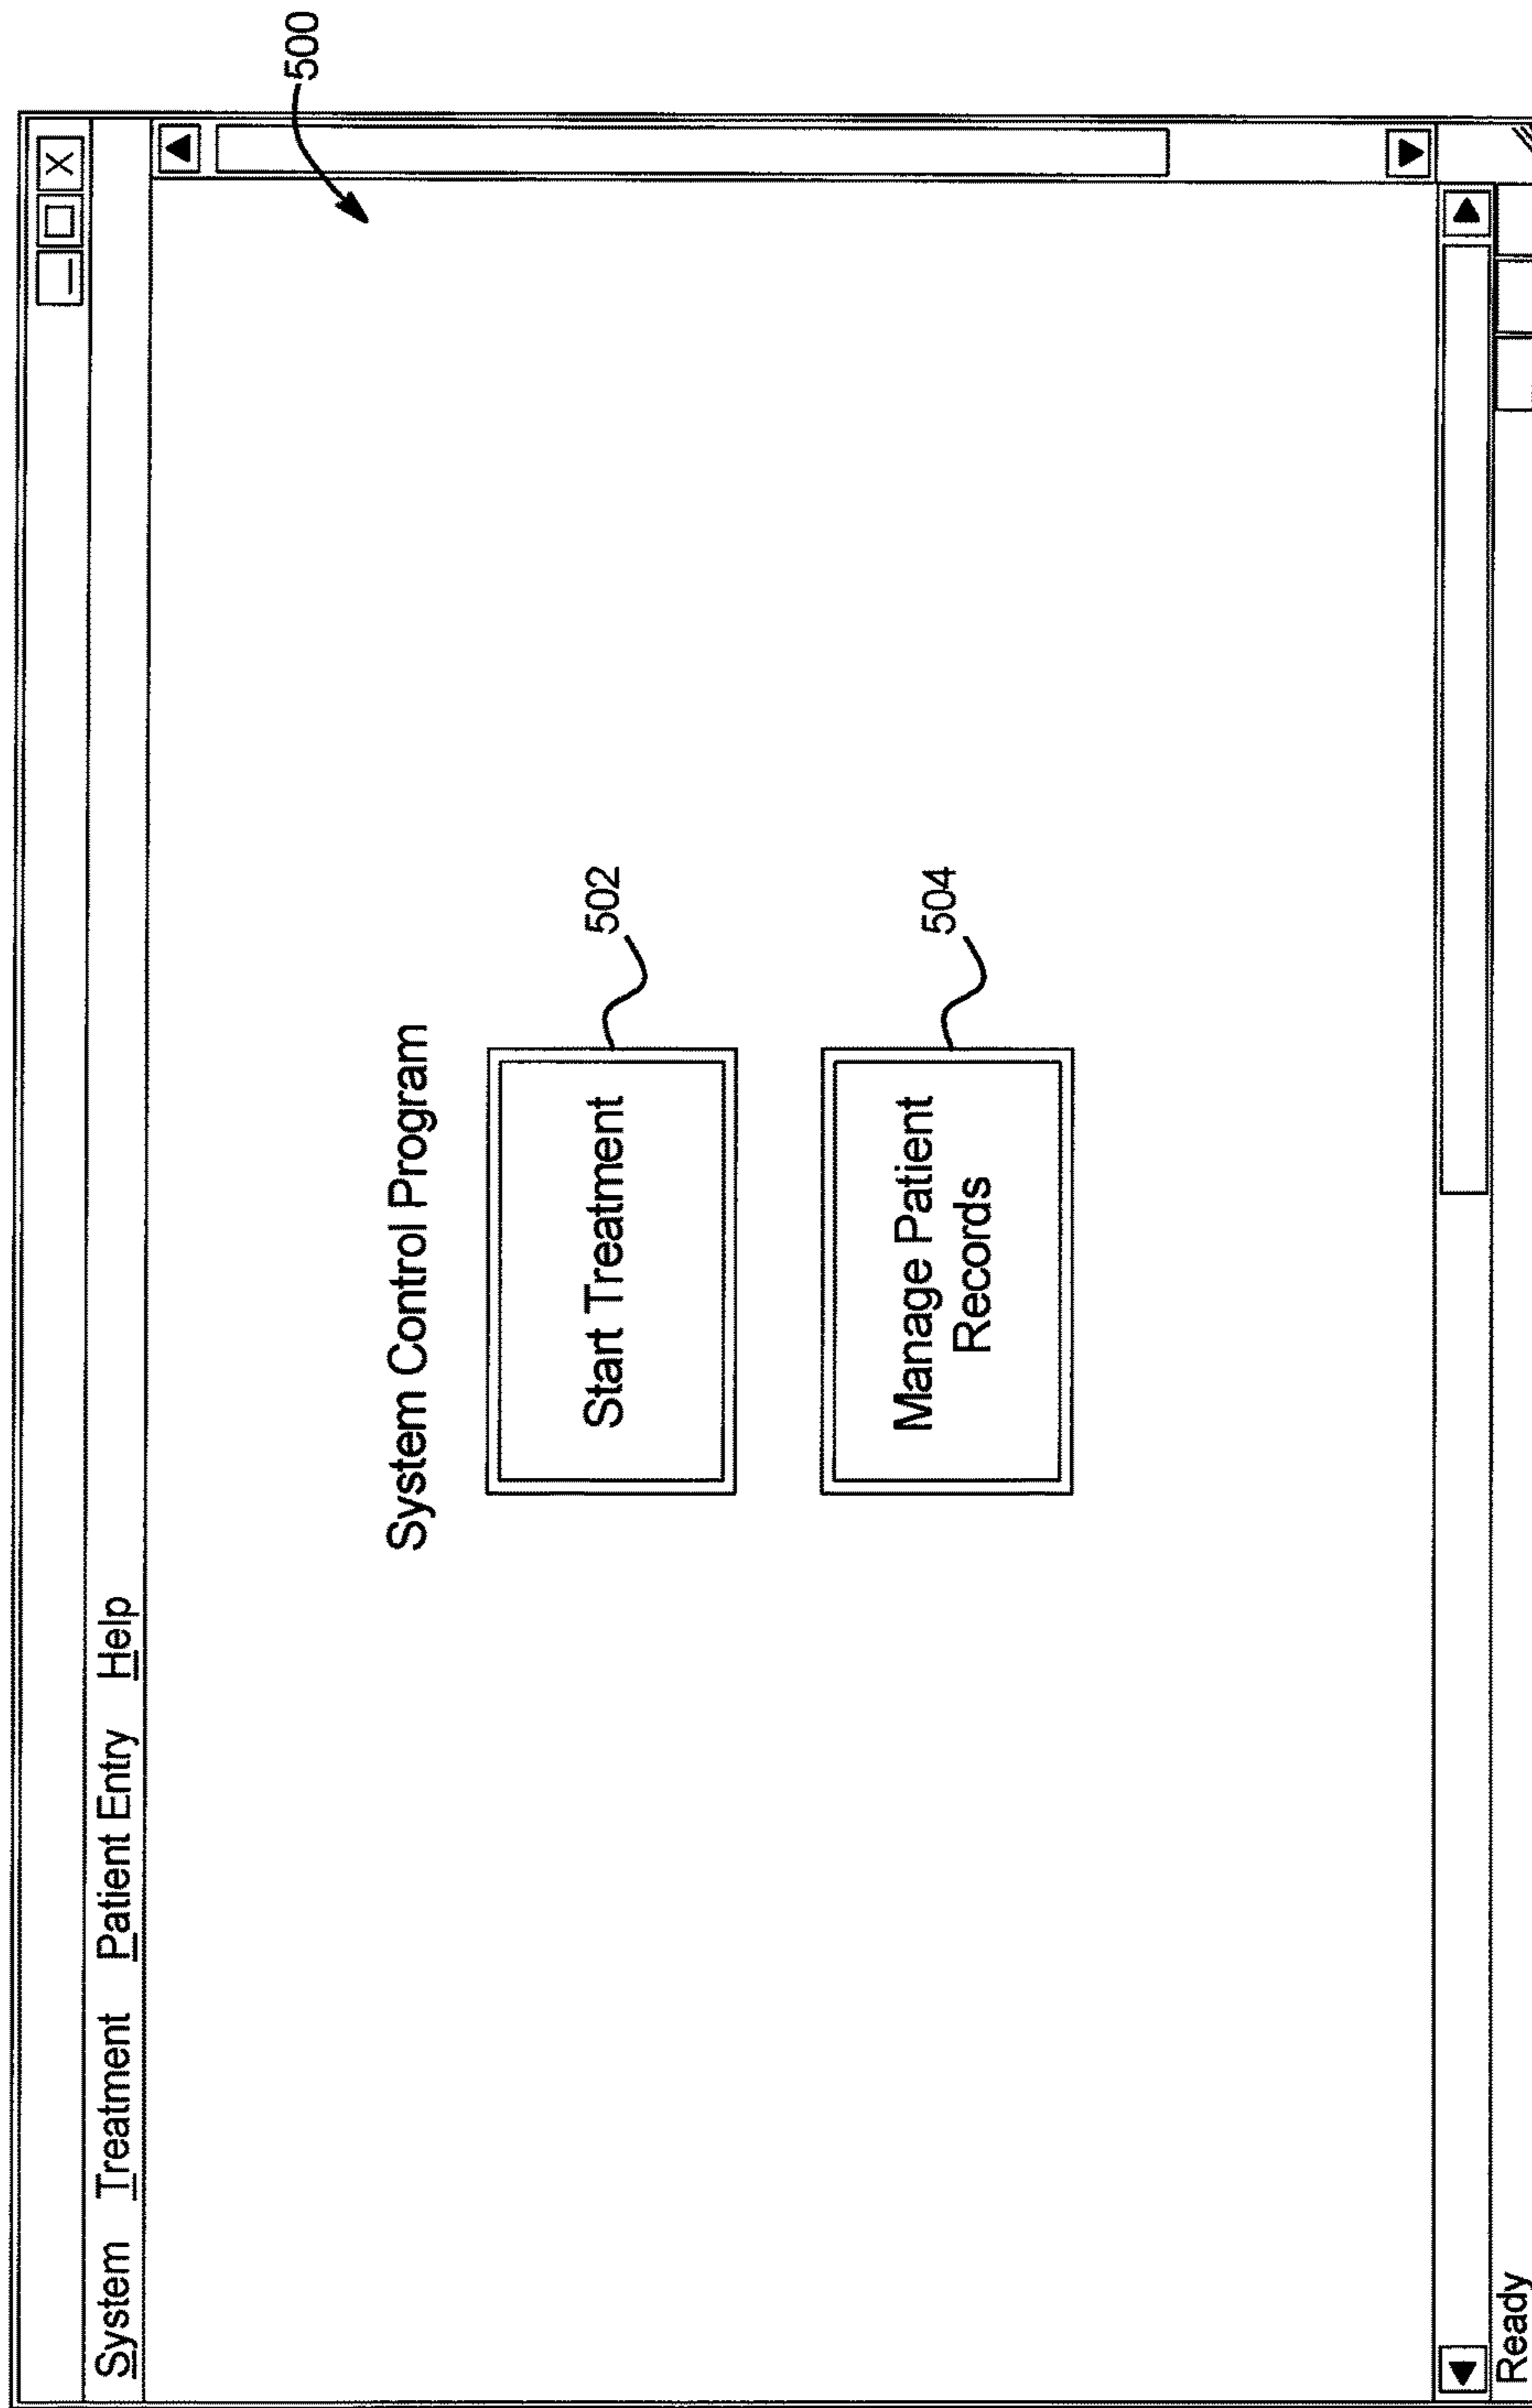 System Treatment Patient Entry Help
500
System Control Program
Start Treatment
502
Manage Patient
Records
504
Ready